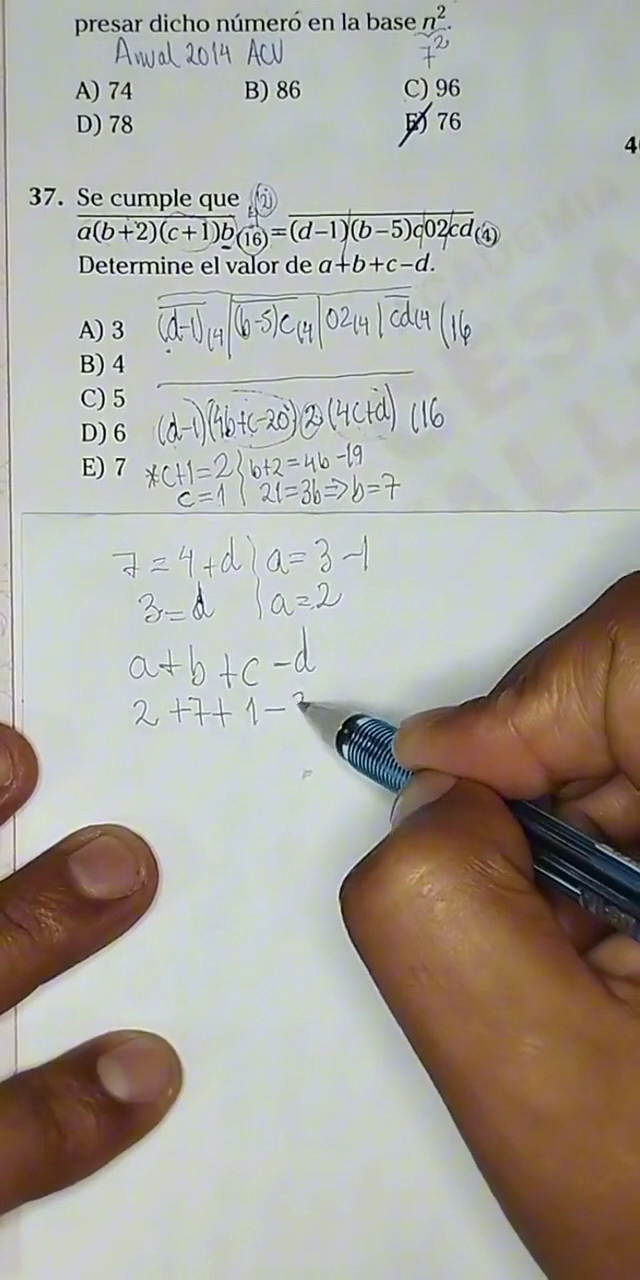 presar dicho número en la base n².
Anual 2014 ACV 7²
A) 74 B) 86 C) 96
D) 78 E) 76
4
37. Se cumple que (2)
a(b+2)(c+1)b(16)=(d−1)(b−5)c02cd(4)
Determine el valor de a+b+c−d.
A) 3 (d-1)(4 | (b-5)c(4 | 02(4 | cd(4 (16
B) 4
C) 5
D) 6 (d-1)(4b+c-20)(2)(4c+d) (16
E) 7 *c+1=2 { b+2=4b-19
c=1 { 21=3b⇒b=7
7=4+d } a=3-1
3=d { a=2
a+b+c-d
2+7+1-3